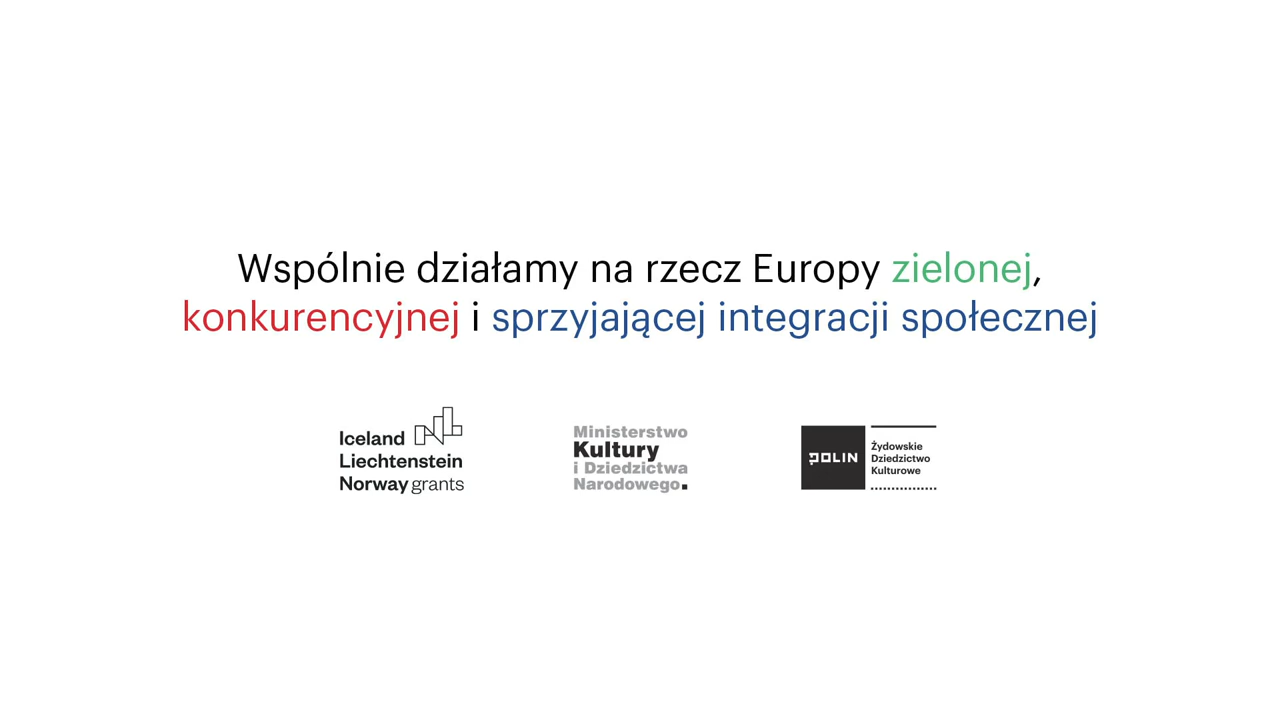 Wspólnie działamy na rzecz Europy zielonej,
konkurencyjnej i sprzyjającej integracji społecznej
Iceland
Liechtenstein
Norway grants
Ministerstwo
Kultury
i Dziedzictwa
Narodowego.
POLIN
Żydowskie
Dziedzictwo
Kulturowe